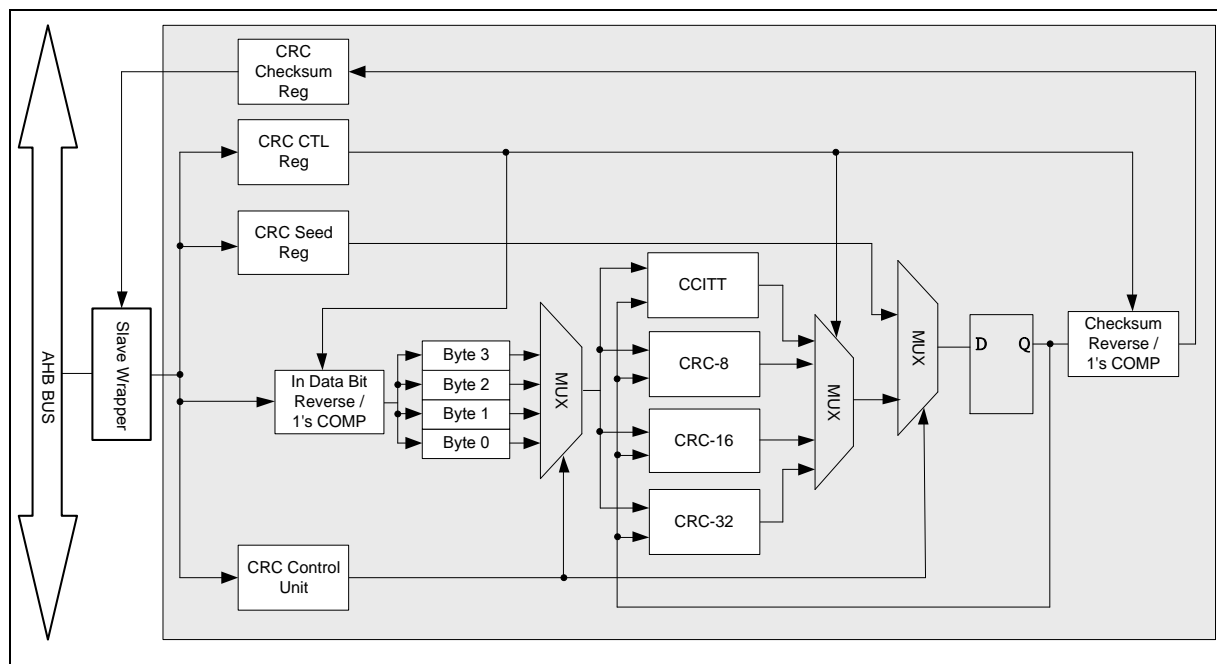 CRC
Checksum
Reg
CRC CTL
Reg
CRC Seed
Reg
AHB BUS
Slave Wrapper
In Data Bit
Reverse /
1's COMP
Byte 3
Byte 2
Byte 1
Byte 0
MUX
CCITT
CRC-8
CRC-16
CRC-32
MUX
MUX
D Q
Checksum
Reverse /
1's COMP
CRC Control
Unit